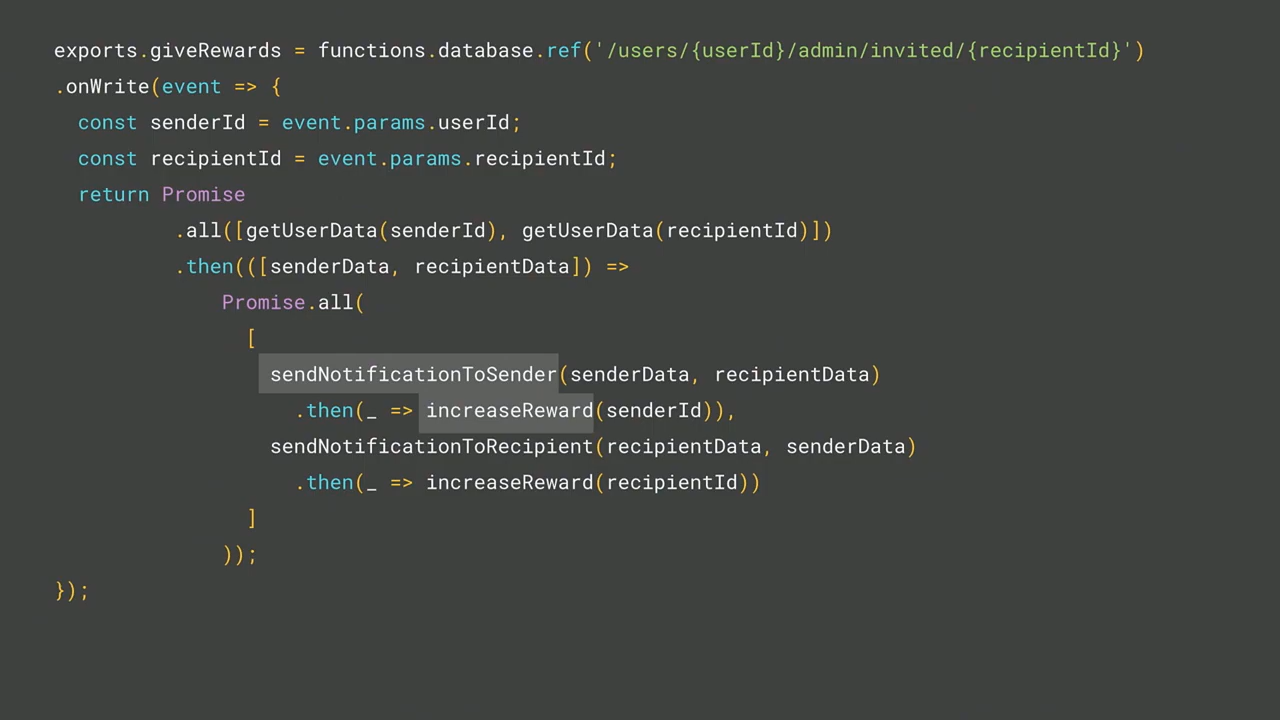 exports.giveRewards = functions.database.ref('/users/{userId}/admin/invited/{recipientId}')
.onWrite(event => {
  const senderId = event.params.userId;
  const recipientId = event.params.recipientId;
  return Promise
          .all([getUserData(senderId), getUserData(recipientId)])
          .then(([senderData, recipientData]) =>
              Promise.all(
                [
                  sendNotificationToSender(senderData, recipientData)
                    .then(_ => increaseReward(senderId)),
                  sendNotificationToRecipient(recipientData, senderData)
                    .then(_ => increaseReward(recipientId))
                ]
              ));
});